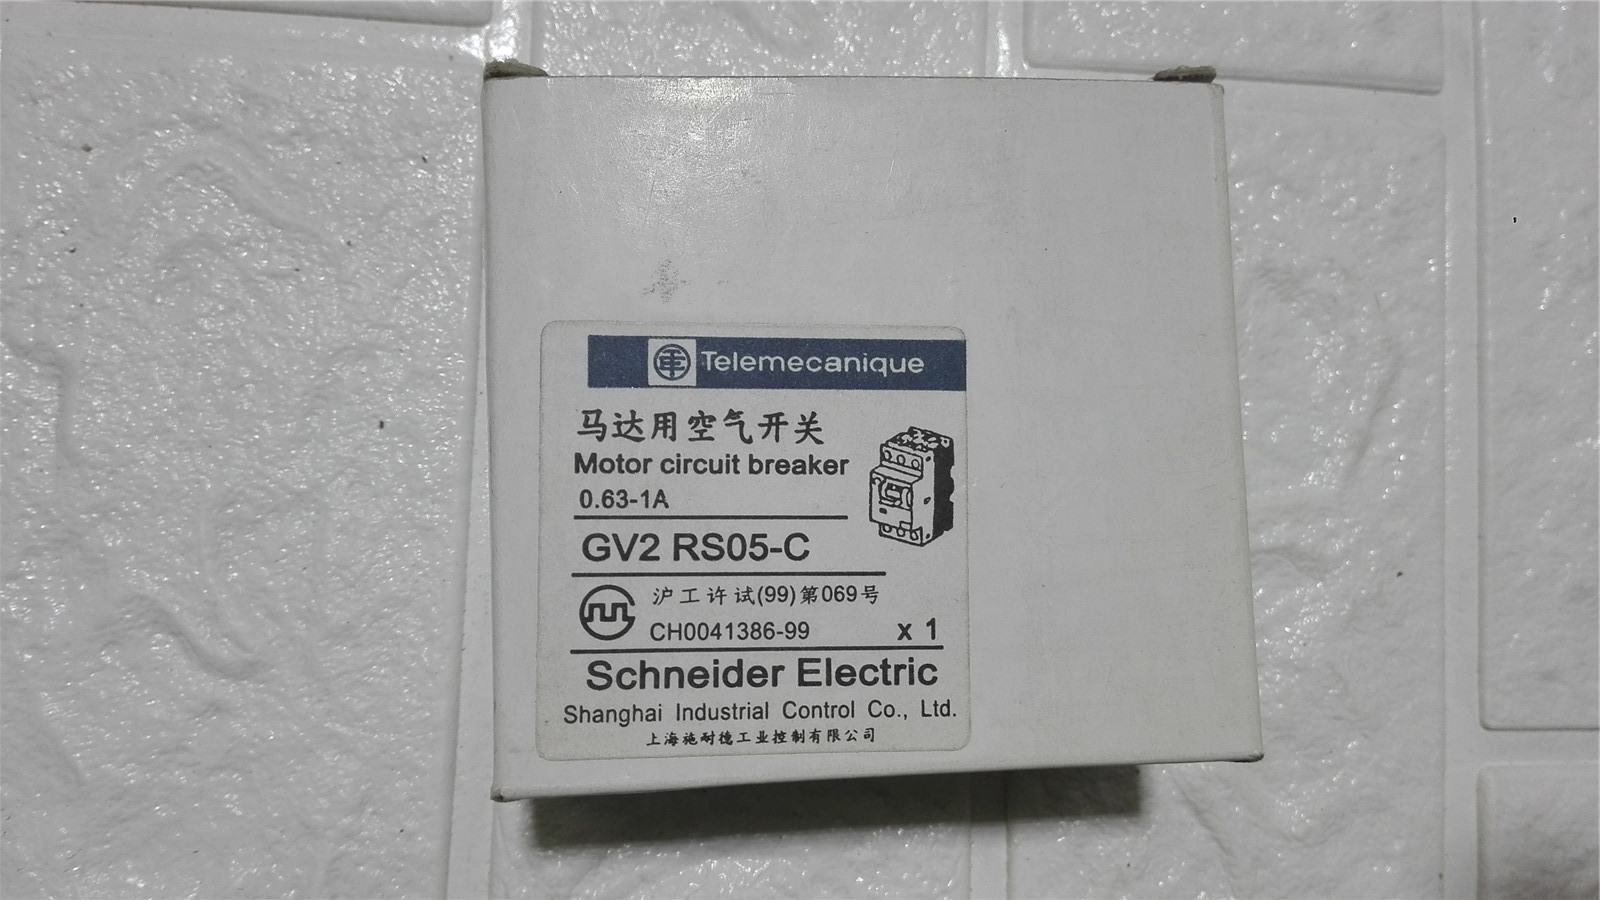 Telemecanique
马达用空气开关
Motor circuit breaker
0.63-1A
GV2 RS05-C
沪工许试(99)第069号
CH0041386-99 x 1
Schneider Electric
Shanghai Industrial Control Co., Ltd.
上海施耐德工业控制有限公司